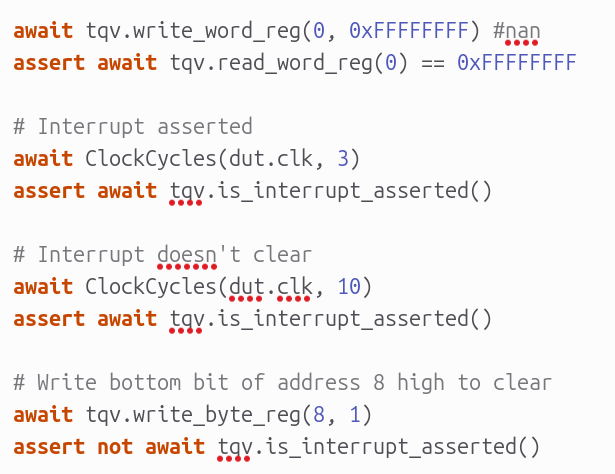 await tqv.write_word_reg(0, 0xFFFFFFFF) #nan
assert await tqv.read_word_reg(0) == 0xFFFFFFFF
# Interrupt asserted
await ClockCycles(dut.clk, 3)
assert await tqv.is_interrupt_asserted()
# Interrupt doesn't clear
await ClockCycles(dut.clk, 10)
assert await tqv.is_interrupt_asserted()
# Write bottom bit of address 8 high to clear
await tqv.write_byte_reg(8, 1)
assert not await tqv.is_interrupt_asserted()